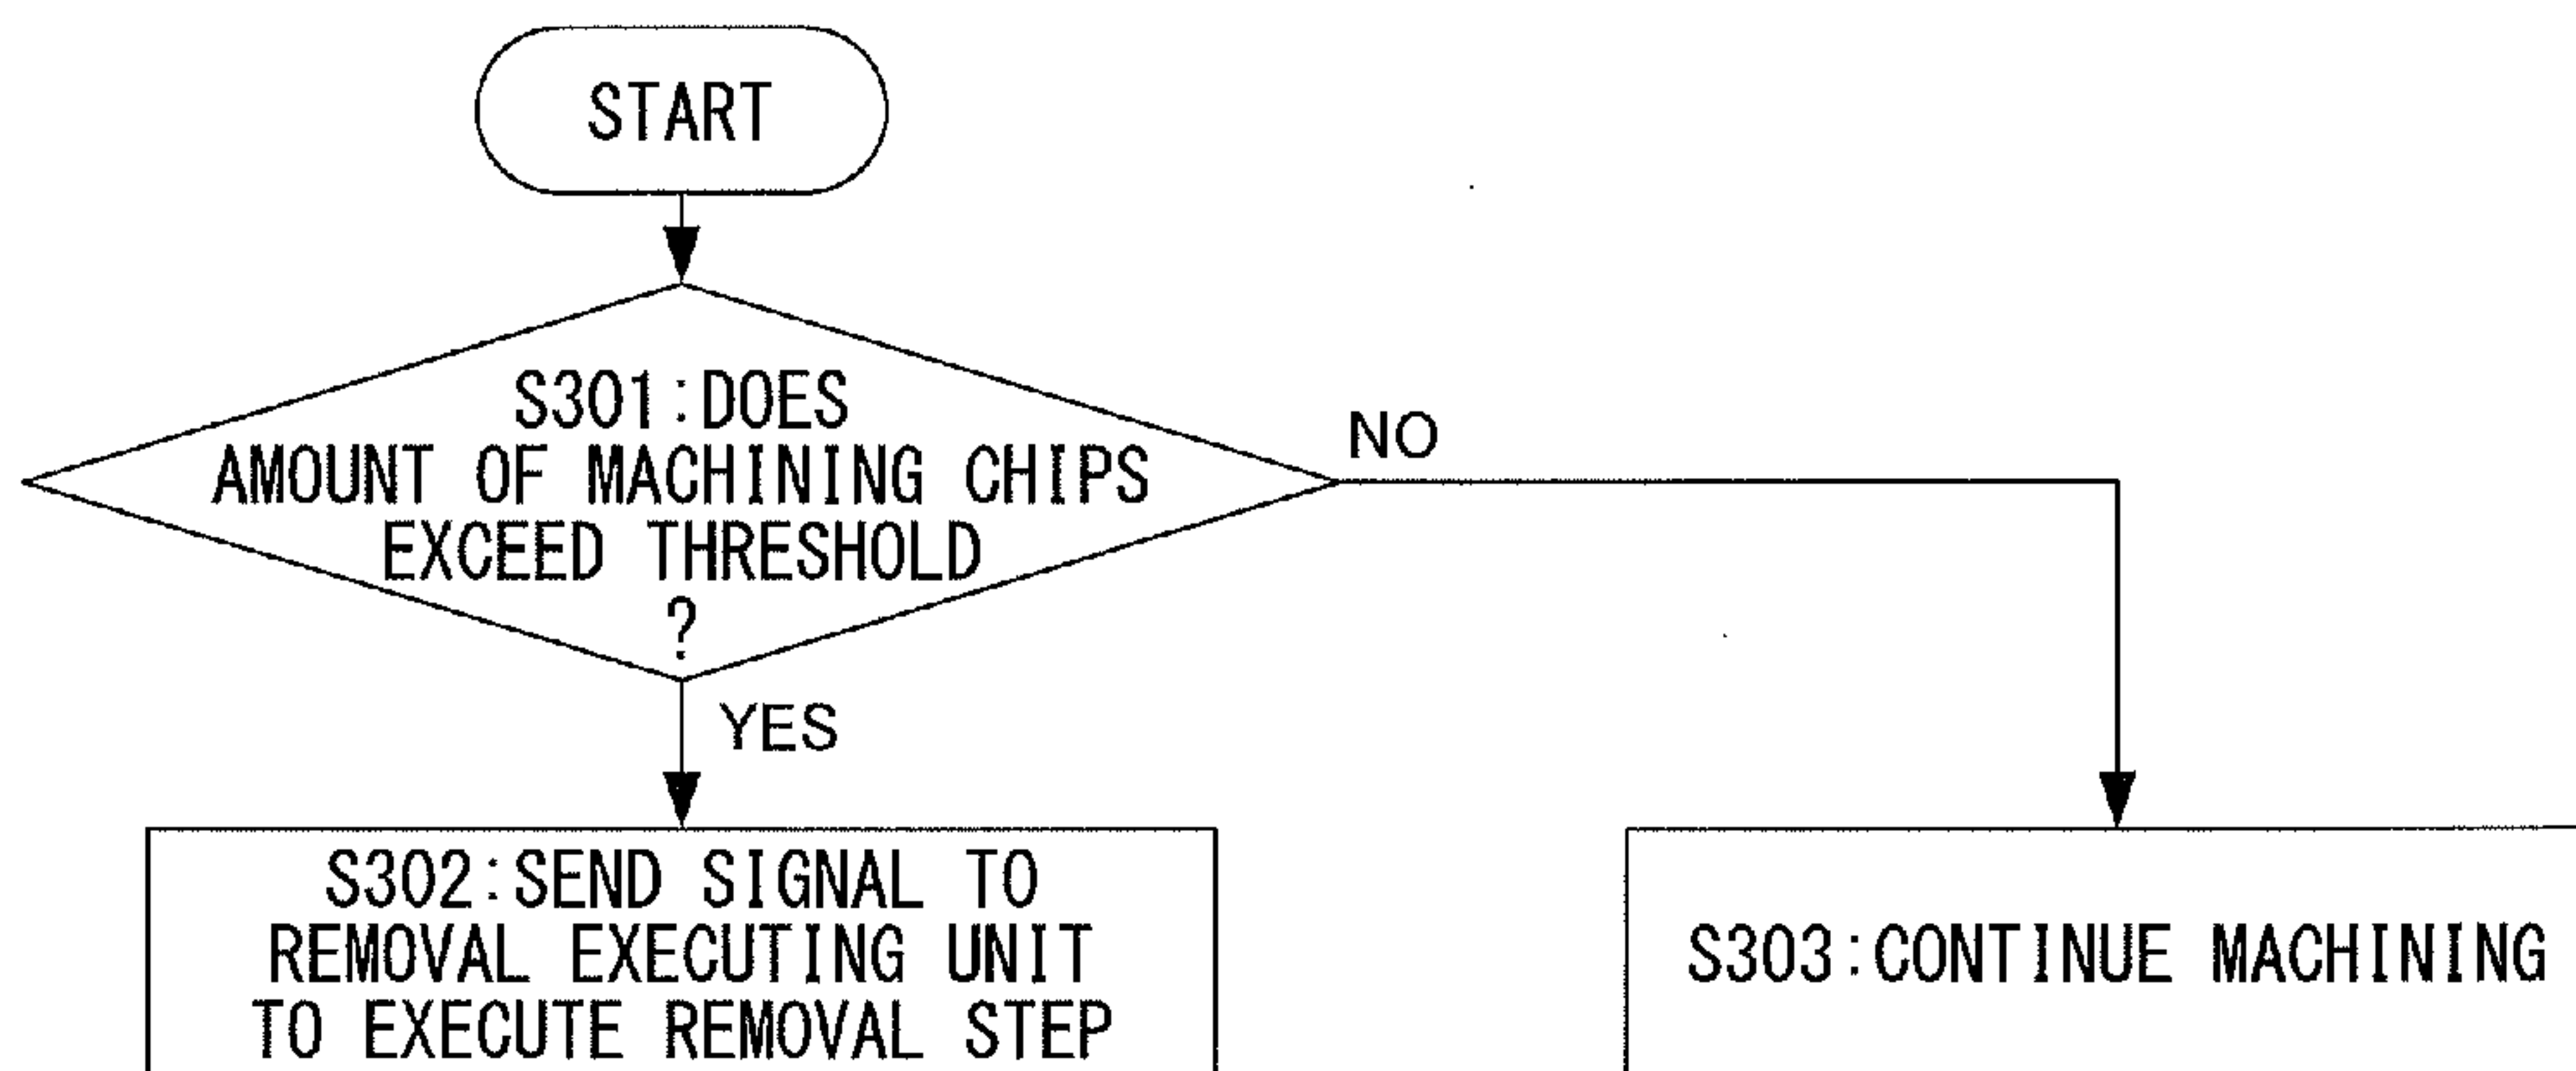 START
S301:DOES
AMOUNT OF MACHINING CHIPS
EXCEED THRESHOLD
?
NO
YES
S302:SEND SIGNAL TO
REMOVAL EXECUTING UNIT
TO EXECUTE REMOVAL STEP
S303:CONTINUE MACHINING